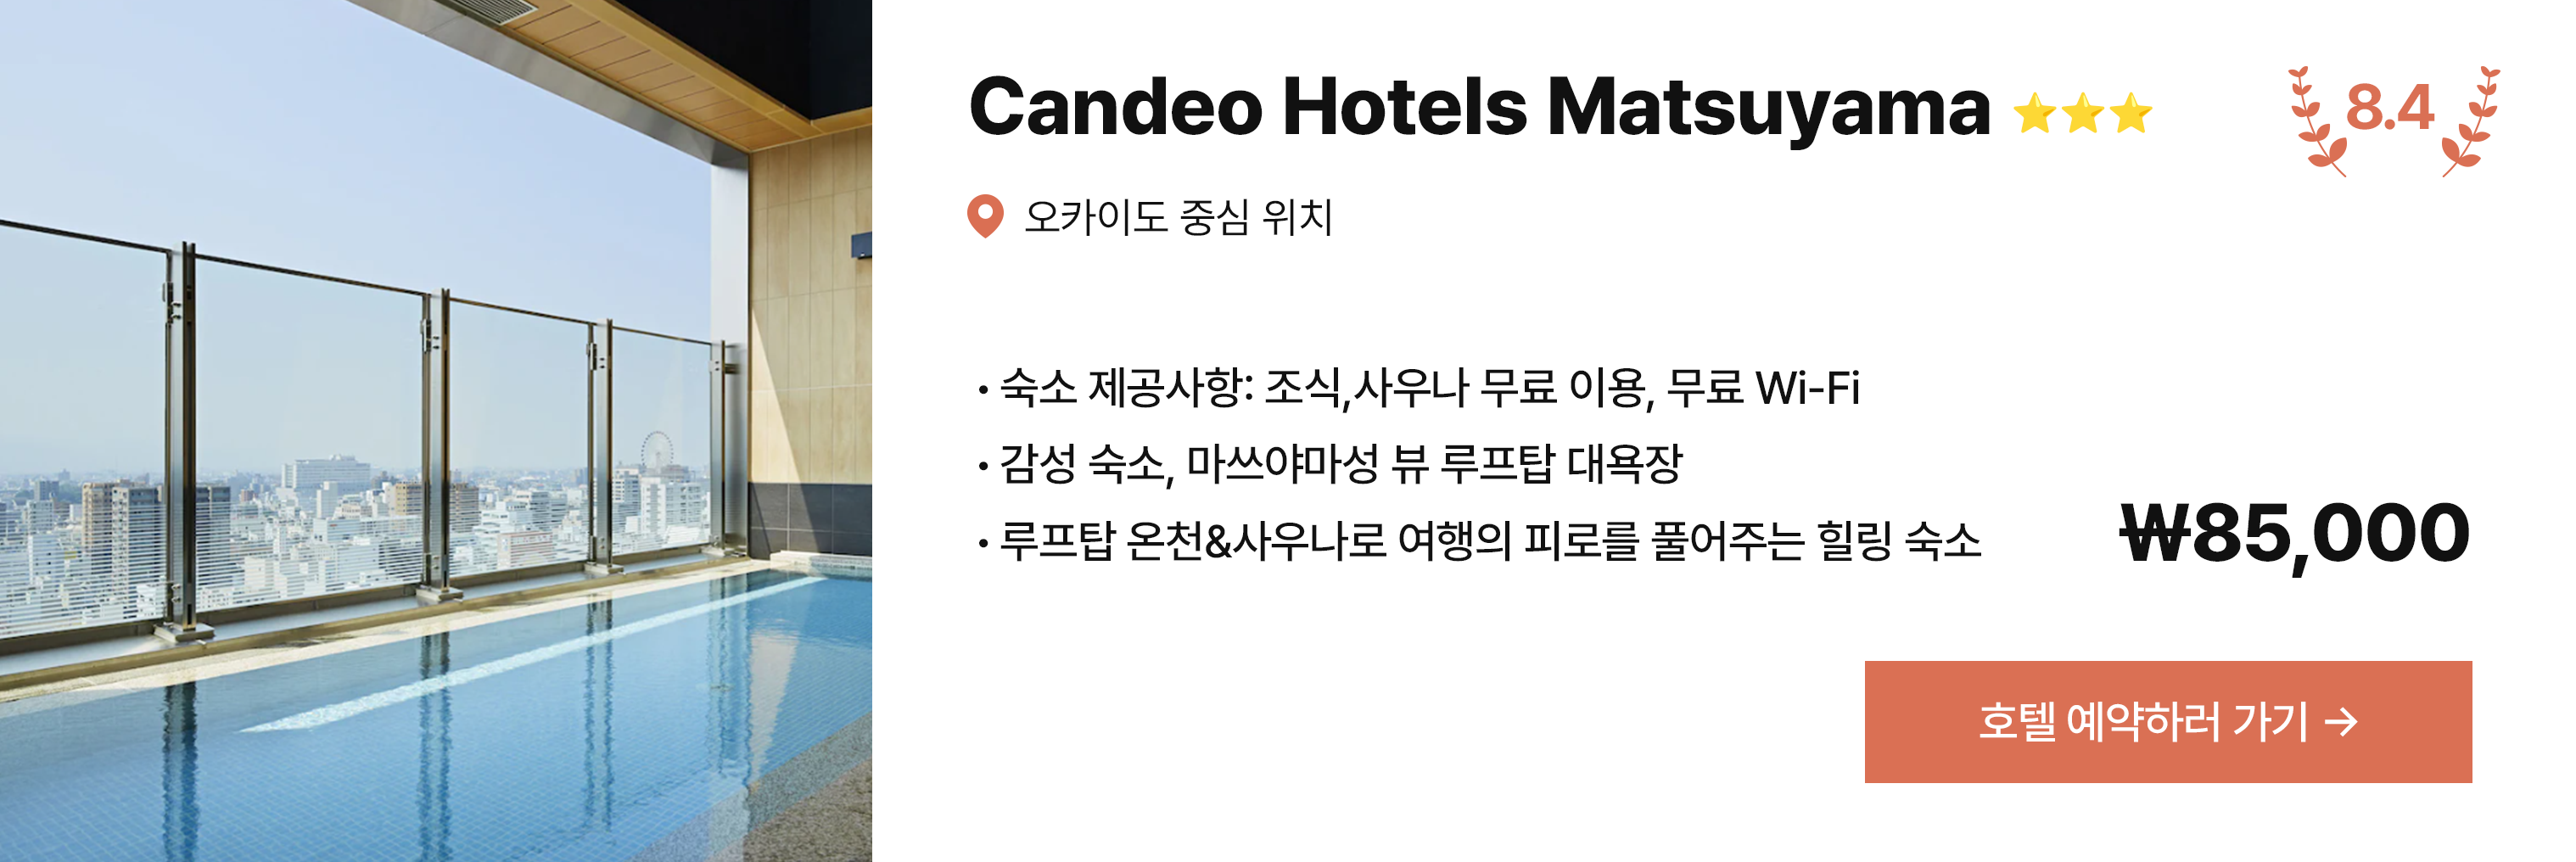 Candeo Hotels Matsuyama ⭐⭐⭐
8.4
오카이도 중심 위치
• 숙소 제공사항: 조식,사우나 무료 이용, 무료 Wi-Fi
• 감성 숙소, 마쓰야마성 뷰 루프탑 대욕장
• 루프탑 온천&사우나로 여행의 피로를 풀어주는 힐링 숙소
₩85,000
호텔 예약하러 가기 →